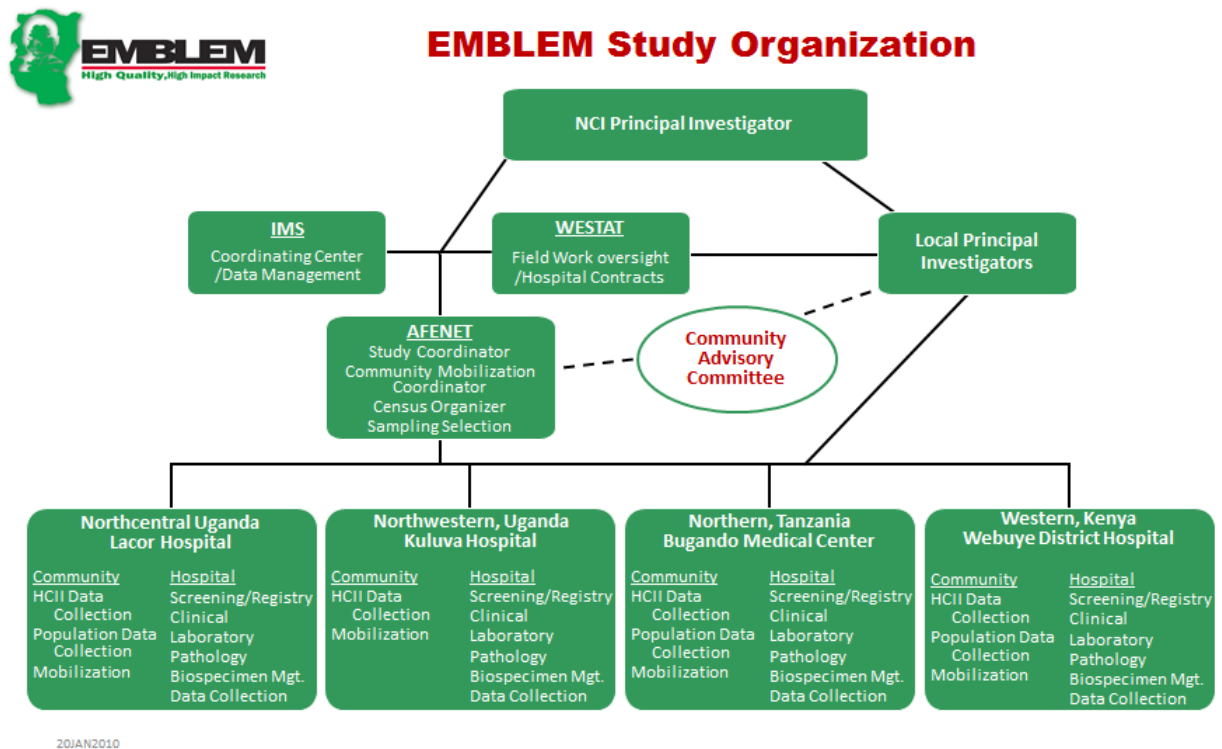 EMBLEM
High Quality,High Impact Research
EMBLEM Study Organization
NCI Principal Investigator
IMS
Coordinating Center
/Data Management
WESTAT
Field Work oversight
/Hospital Contracts
Local Principal
Investigators
AFENET
Study Coordinator
Community Mobilization
Coordinator
Census Organizer
Sampling Selection
Community
Advisory
Committee
Northcentral Uganda
Lacor Hospital
Community
HCII Data
Collection
Population Data
Collection
Mobilization
Hospital
Screening/Registry
Clinical
Laboratory
Pathology
Biospecimen Mgt.
Data Collection
Northwestern, Uganda
Kuluva Hospital
Community
HCII Data
Collection
Mobilization
Hospital
Screening/Registry
Clinical
Laboratory
Pathology
Biospecimen Mgt.
Data Collection
Northern, Tanzania
Bugando Medical Center
Community
HCII Data
Collection
Population Data
Collection
Mobilization
Hospital
Screening/Registry
Clinical
Laboratory
Pathology
Biospecimen Mgt.
Data Collection
Western, Kenya
Webuye District Hospital
Community
HCII Data
Collection
Population Data
Collection
Mobilization
Hospital
Screening/Registry
Clinical
Laboratory
Pathology
Biospecimen Mgt.
Data Collection
20JAN2010